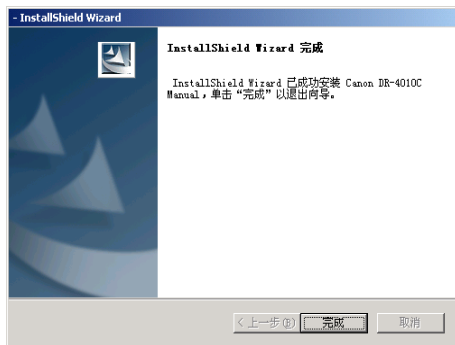 - InstallShield Wizard
InstallShield Wizard 完成
InstallShield Wizard 已成功安装 Canon DR-4010C
Manual，单击“完成”以退出向导。
< 上一步(B)
完成
取消